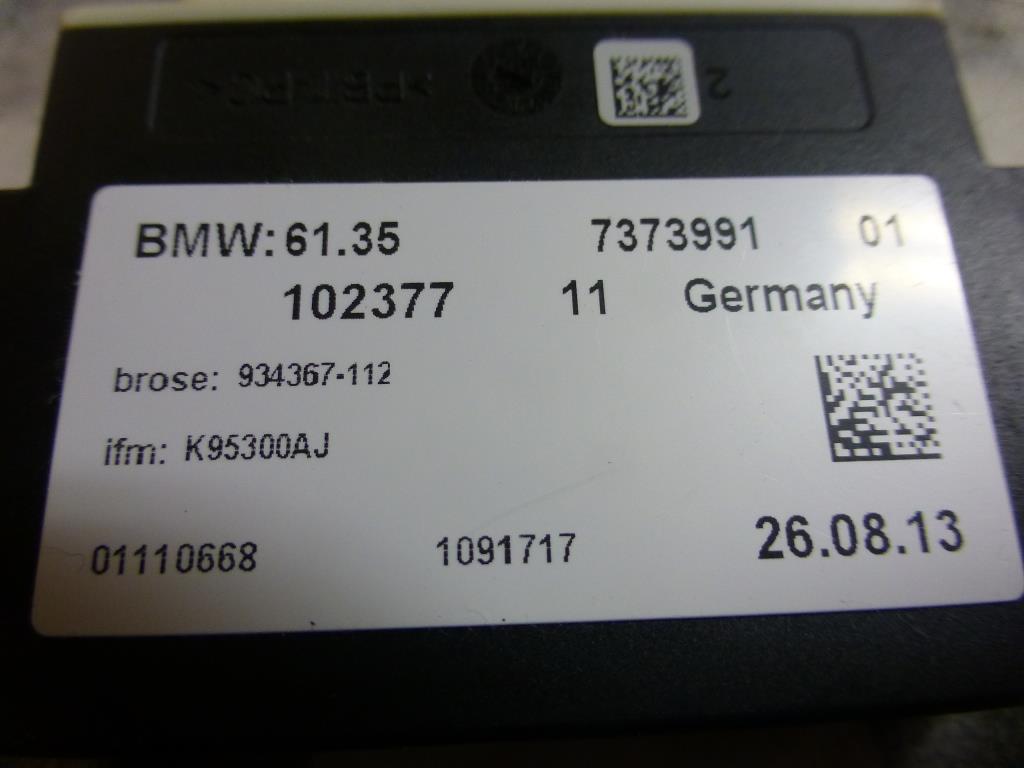 BMW: 61.35 7373991 01
102377 11 Germany
brose: 934367-112
ifm: K95300AJ
01110668 1091717 26.08.13